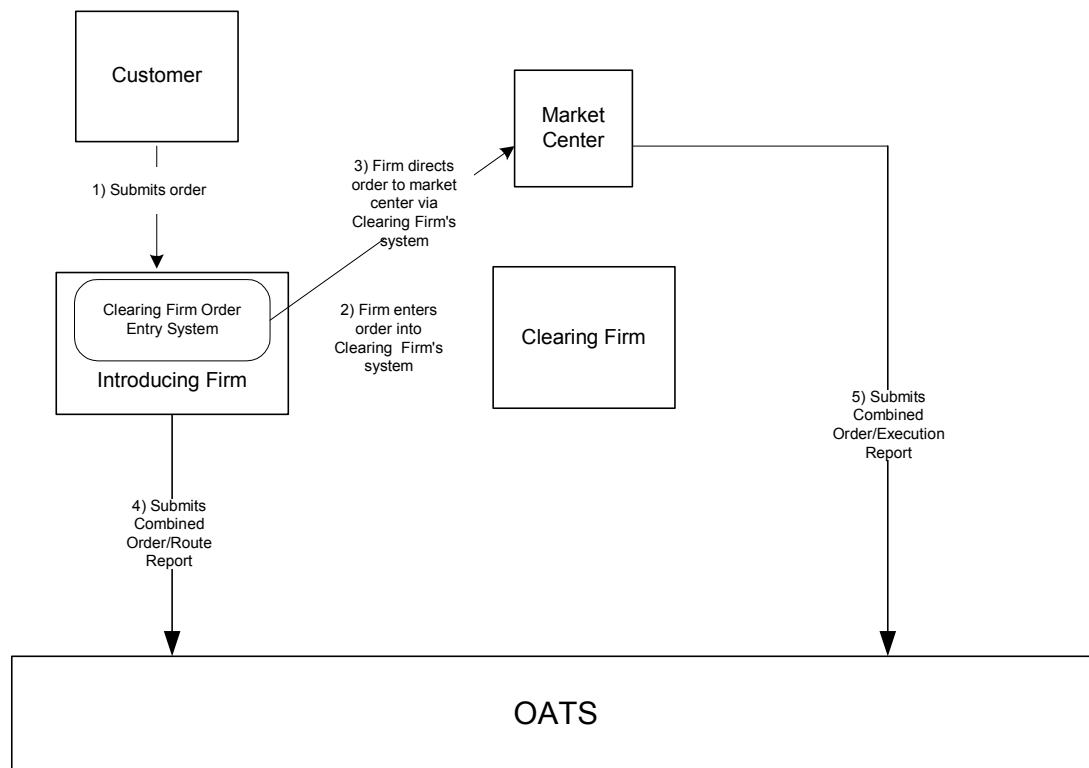 Customer
Market
Center
1) Submits order
3) Firm directs
order to market
center via
Clearing Firm's
system
Clearing Firm Order
Entry System
Introducing Firm
2) Firm enters
order into
Clearing Firm's
system
Clearing Firm
5) Submits
Combined
Order/Execution
Report
4) Submits
Combined
Order/Route
Report
OATS